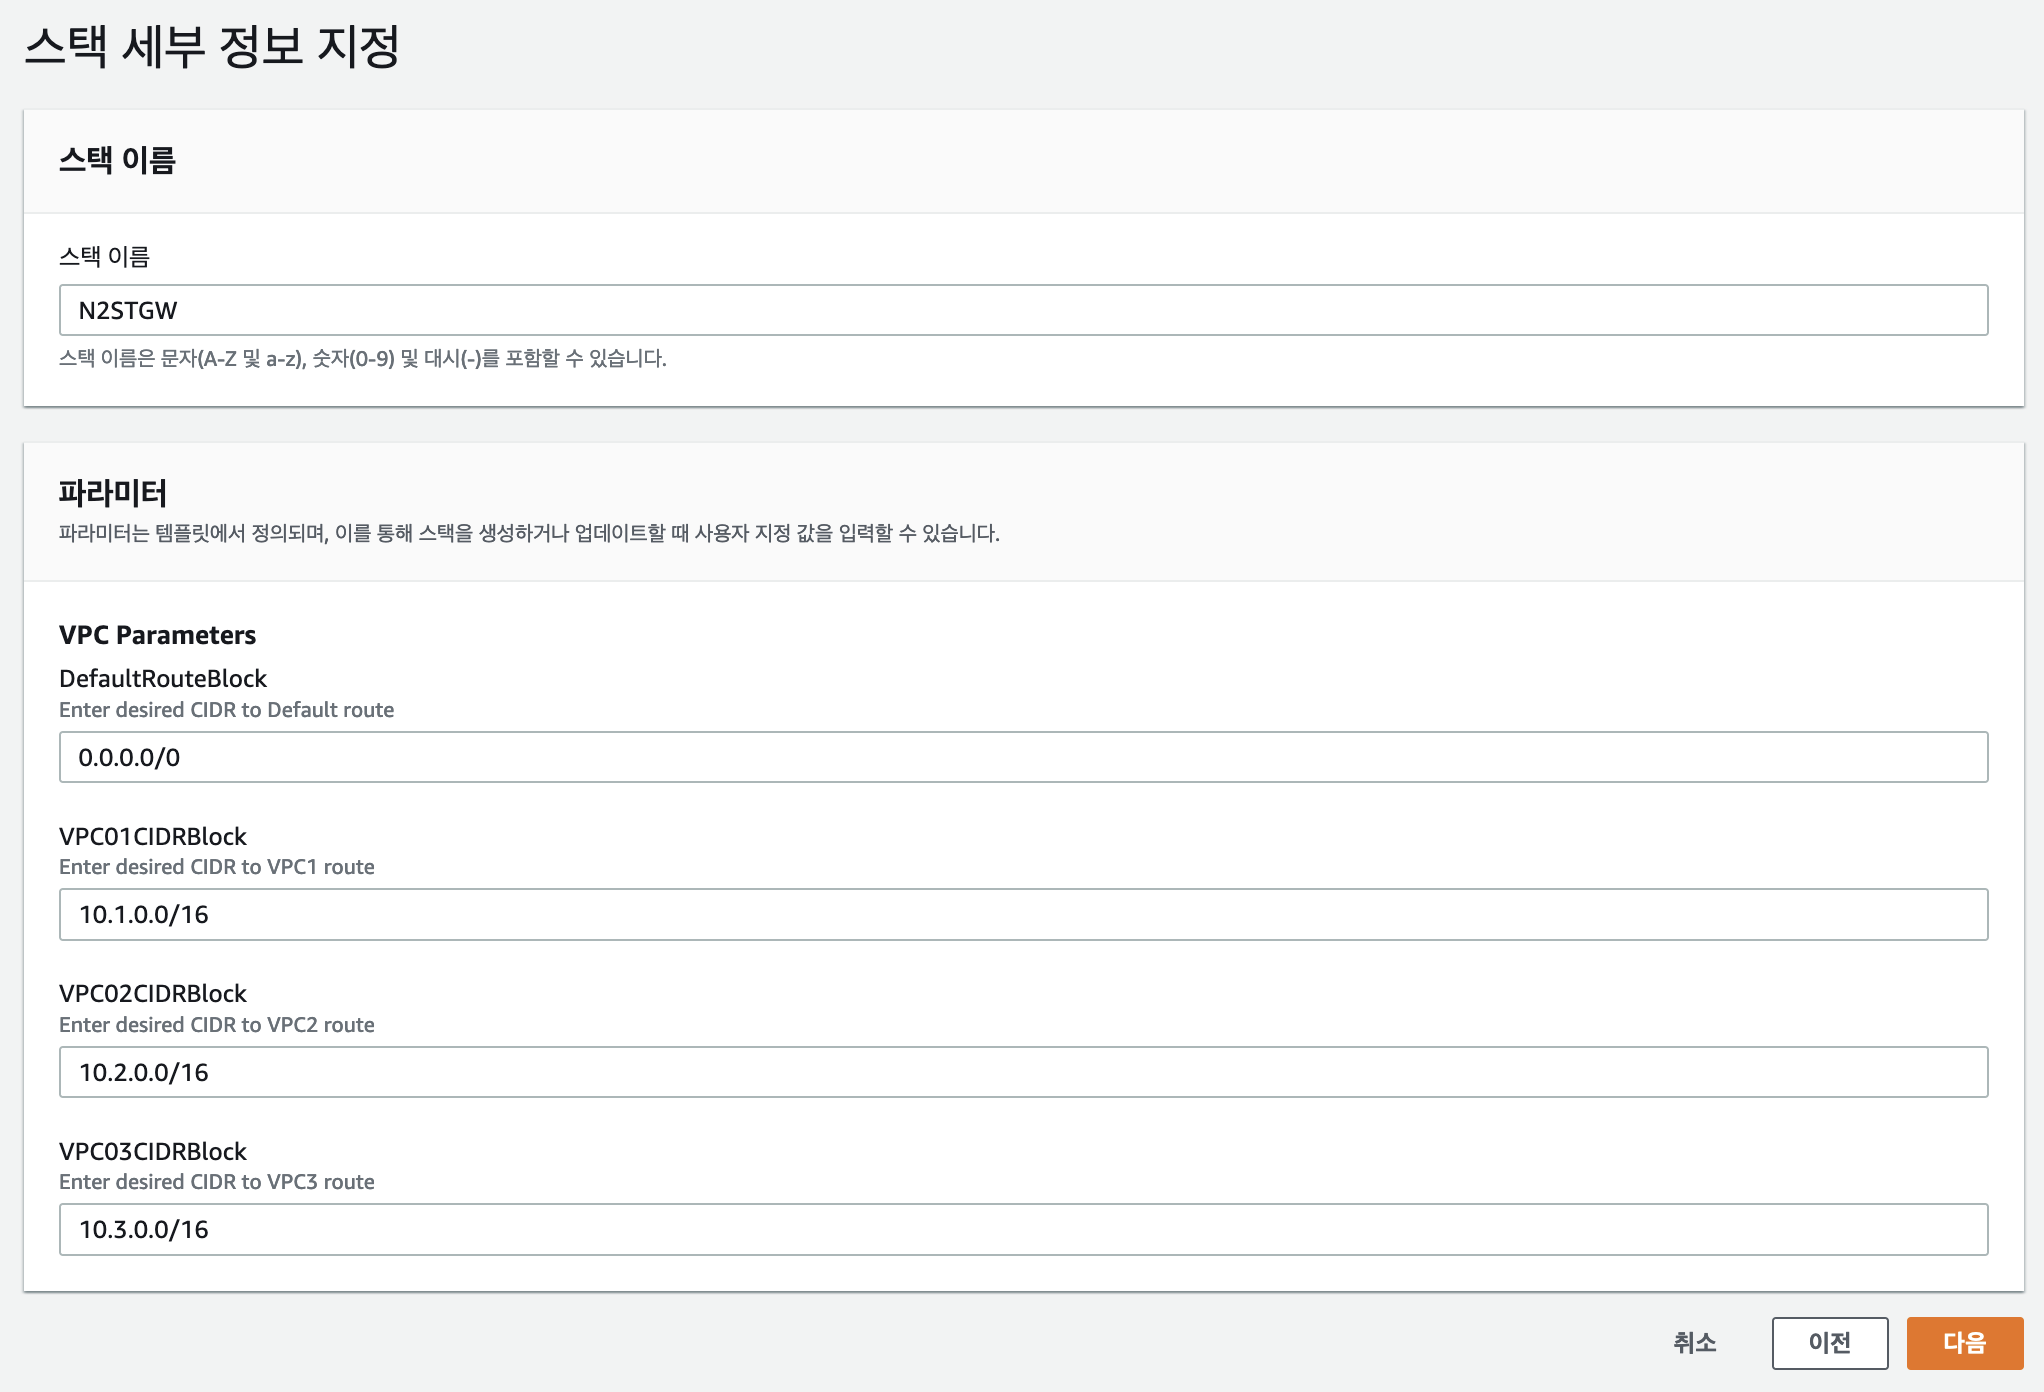 스택 세부 정보 지정
스택 이름
스택 이름
N2STGW
스택 이름은 문자(A-Z 및 a-z), 숫자(0-9) 및 대시(-)를 포함할 수 있습니다.
파라미터
파라미터는 템플릿에서 정의되며, 이를 통해 스택을 생성하거나 업데이트할 때 사용자 지정 값을 입력할 수 있습니다.
VPC Parameters
DefaultRouteBlock
Enter desired CIDR to Default route
0.0.0.0/0
VPC01CIDRBlock
Enter desired CIDR to VPC1 route
10.1.0.0/16
VPC02CIDRBlock
Enter desired CIDR to VPC2 route
10.2.0.0/16
VPC03CIDRBlock
Enter desired CIDR to VPC3 route
10.3.0.0/16
취소 이전 다음